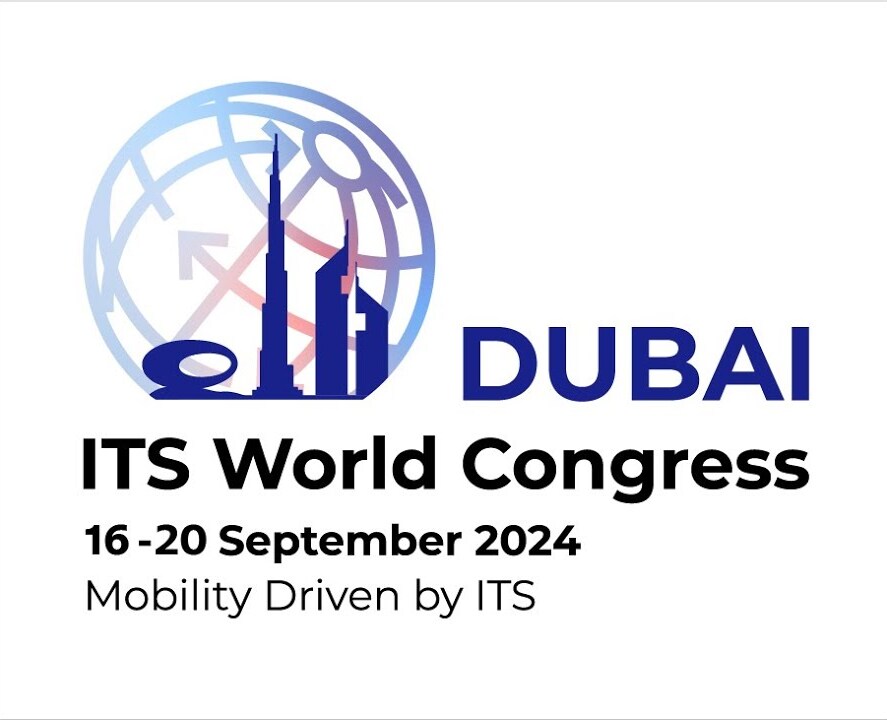 DUBAI
ITS World Congress
16-20 September 2024
Mobility Driven by ITS